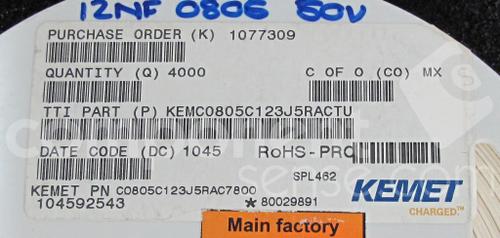 12NF 0806 50V
PURCHASE ORDER (K) 1077309
QUANTITY (Q) 4000
C OF O (CO) MX
TTI PART (P) KEMC0805C123J5RACTU
DATE CODE (DC) 1045
RoHS-PRC
SPL462
KEMET PN C0805C123J5RAC7800
KEMET
CHARGED.™
104592543
*80029891
Main factory